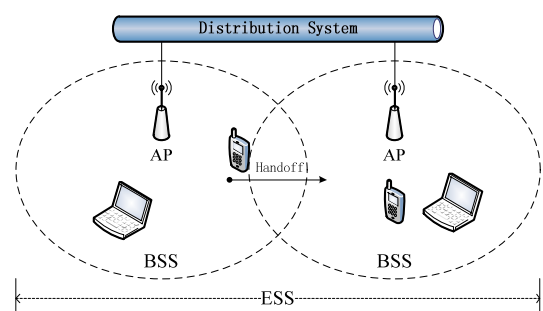 Distribution System
AP
AP
Handoff
BSS
BSS
ESS